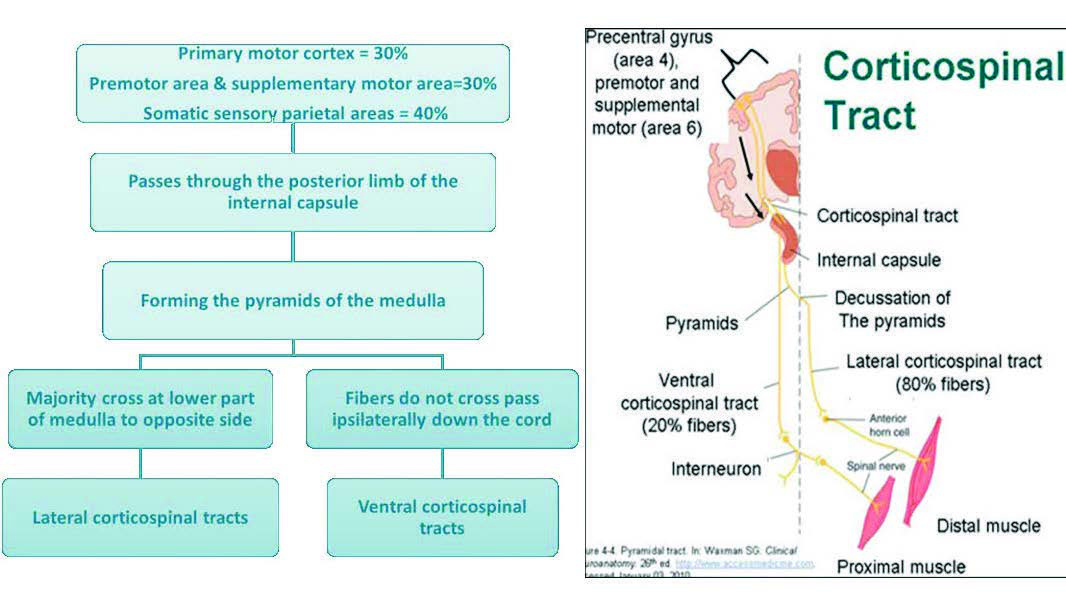 Primary motor cortex = 30%
Premotor area & supplementary motor area=30%
Somatic sensory parietal areas = 40%
Passes through the posterior limb of the
internal capsule
Forming the pyramids of the medulla
Majority cross at lower part
of medulla to opposite side
Fibers do not cross pass
ipsilaterally down the cord
Lateral corticospinal tracts
Ventral corticospinal
tracts
Precentral gyrus
(area 4),
premotor and
supplemental
motor (area 6)
Corticospinal
Tract
Corticospinal tract
Internal capsule
Decussation of
The pyramids
Pyramids
Lateral corticospinal tract
(80% fibers)
Ventral
corticospinal tract
(20% fibers)
Anterior
horn cell
Interneuron
Spinal nerve
Distal muscle
Proximal muscle
ure 4-4. Pyramidal tract. In: Waxman SG. Clinical
uroanatomy. 26th ed. http://www.accessmedicine.com.
January 03, 2010